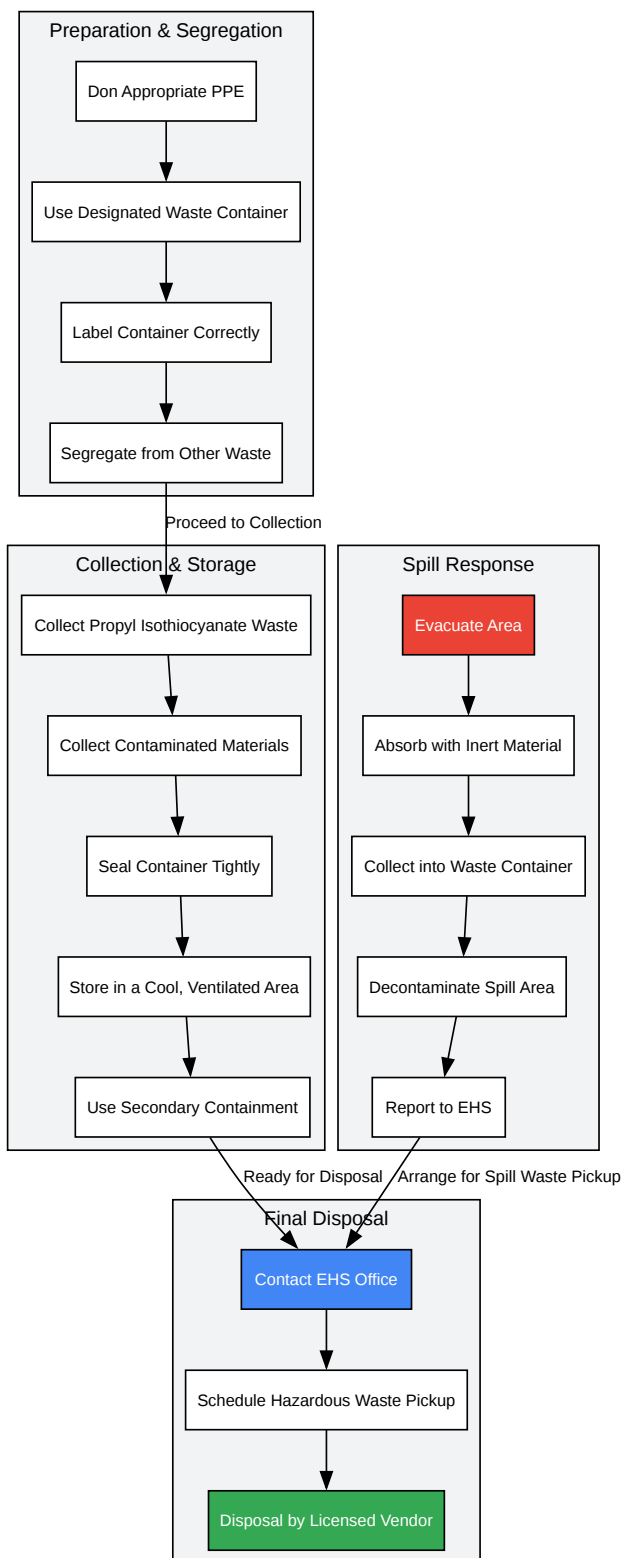 Preparation & Segregation
Don Appropriate PPE
Use Designated Waste Container
Label Container Correctly
Segregate from Other Waste
Proceed to Collection
Collection & Storage
Collect Propyl Isothiocyanate Waste
Collect Contaminated Materials
Seal Container Tightly
Store in a Cool, Ventilated Area
Use Secondary Containment
Spill Response
Evacuate Area
Absorb with Inert Material
Collect into Waste Container
Decontaminate Spill Area
Report to EHS
Ready for Disposal
Arrange for Spill Waste Pickup
Final Disposal
Contact EHS Office
Schedule Hazardous Waste Pickup
Disposal by Licensed Vendor